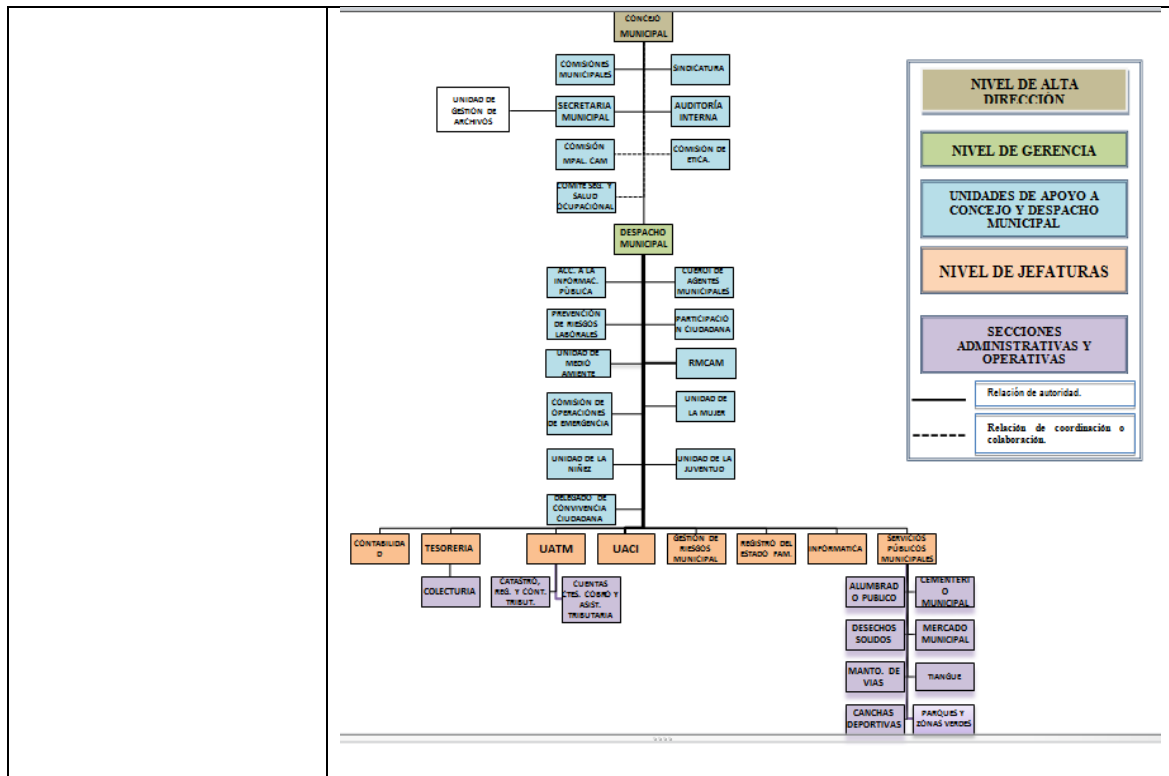 CONCEJO
MUNICIPAL
COMISIONES
MUNICIPALES
SINDICATURA
UNIDAD DE
GESTIÓN DE
ARCHIVOS
SECRETARIA
MUNICIPAL
AUDITORÍA
INTERNA
COMISIÓN
MPAL. CAM
COMISIÓN DE
ETICA.
COMITÉ SEG. Y
SALUD
OCUPACIONAL
DESPACHO
MUNICIPAL
ACC. A LA
INFORMAC.
PÚBLICA
AGENTES
MUNICIPALES
PREVENCIÓN
DE RIESGOS
LABORALES
PARTICIPACIO
N CIUDADANA
UNIDAD DE
MEDIO
AMIENTE
RMCAM
COMISIÓN DE
OPERACIONES
DE EMERGENCIA
UNIDAD DE
LA MUJER
UNIDAD DE LA
NIÑEZ
UNIDAD DE LA
JUVENTUD
DELEGADO DE
CONVIVENCIA
CIUDADANA
CONTABILIDA
D
TESORERIA
UATM
UACI
GESTIÓN DE
RIESGOS
MUNICIPAL
REGISTRO DEL
ESTADO FAM.
INFORMATICA
SERVICIOS
PÚBLICOS
MUNICIPALES
COLECTURIA
CATASTRO,
REG. Y CONT.
TRIBUT.
CUENTAS
CTES. COBRO Y
ASIST.
TRIBUTARIA
ALUMBRAD
O PUBLICO
CEMENTERI
O MUNICIPAL
DESECHOS
SOLIDOS
MERCADO
MUNICIPAL
MANTO. DE
VIAS
TIANGUE
CANCHAS
DEPORTIVAS
PARQUES Y
ZONAS VERDES
NIVEL DE ALTA
DIRECCIÓN
NIVEL DE GERENCIA
UNIDADES DE APOYO A
CONCEJO Y DESPACHO
MUNICIPAL
NIVEL DE JEFATURAS
SECCIONES
ADMINISTRATIVAS Y
OPERATIVAS
Relación de autoridad.
Relación de coordinación o
colaboración.